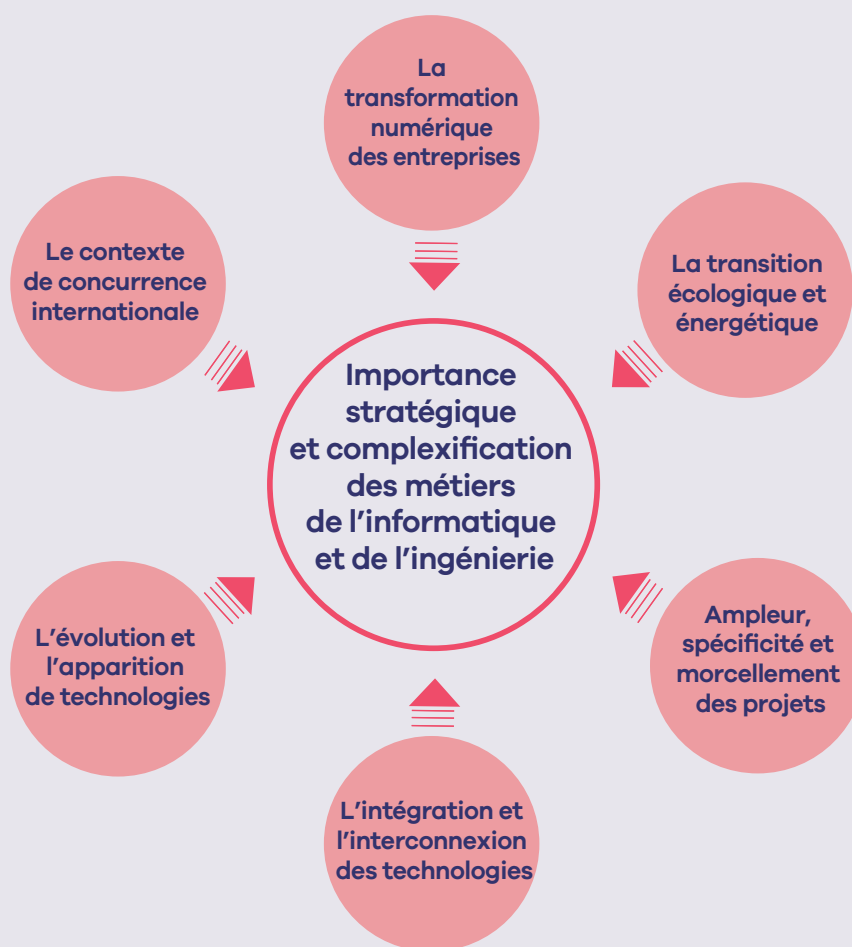 La
transformation
numérique
des entreprises
Le contexte
de concurrence
internationale
La transition
écologique et
énergétique
Importance
stratégique
et complexification
des métiers
de l'informatique
et de l'ingénierie
L'évolution et
l'apparition
de technologies
Ampleur,
spécificité et
morcellement
des projets
L'intégration et
l'interconnexion
des technologies